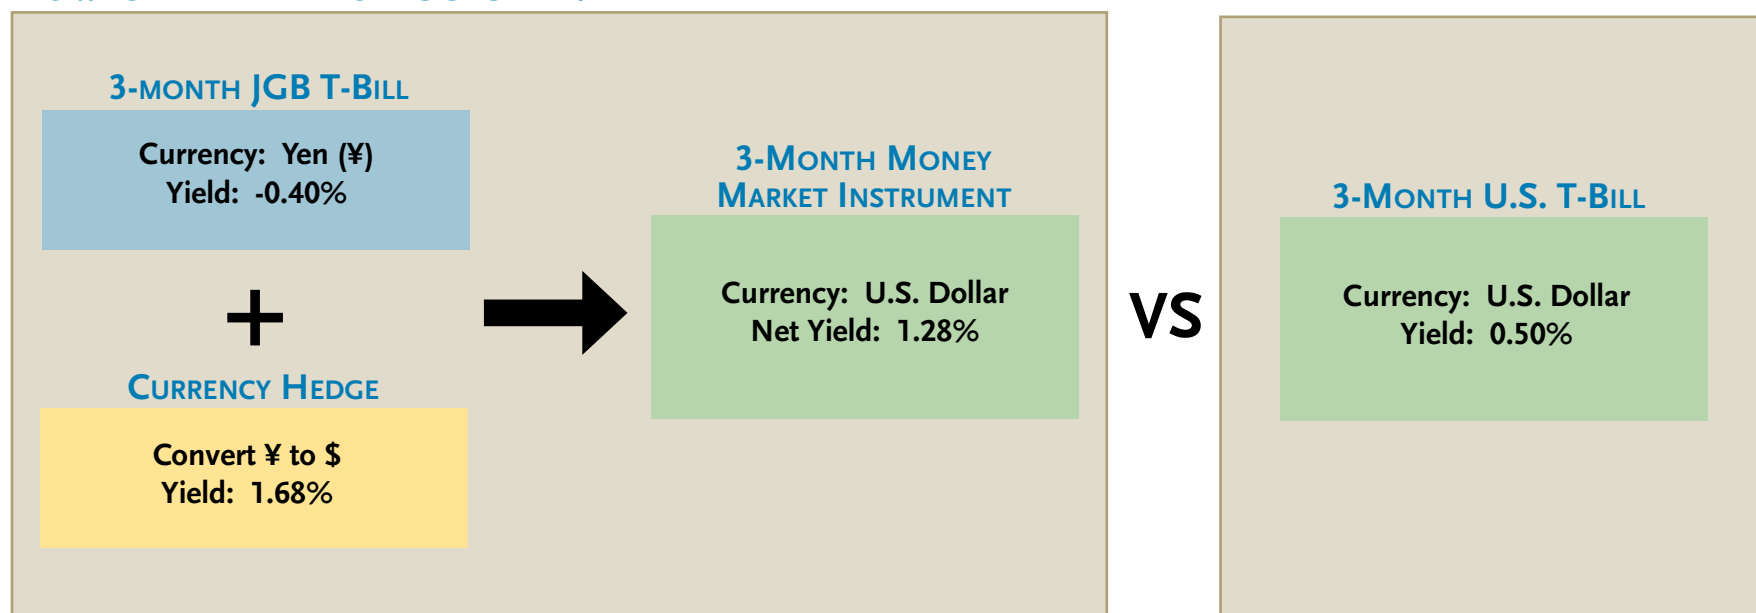 3-month JGB T-Bill
Currency: Yen (¥)
Yield: -0.40%
+
Currency Hedge
Convert ¥ to $
Yield: 1.68%
3-Month Money
Market Instrument
Currency: U.S. Dollar
Net Yield: 1.28%
VS
3-Month U.S. T-Bill
Currency: U.S. Dollar
Yield: 0.50%